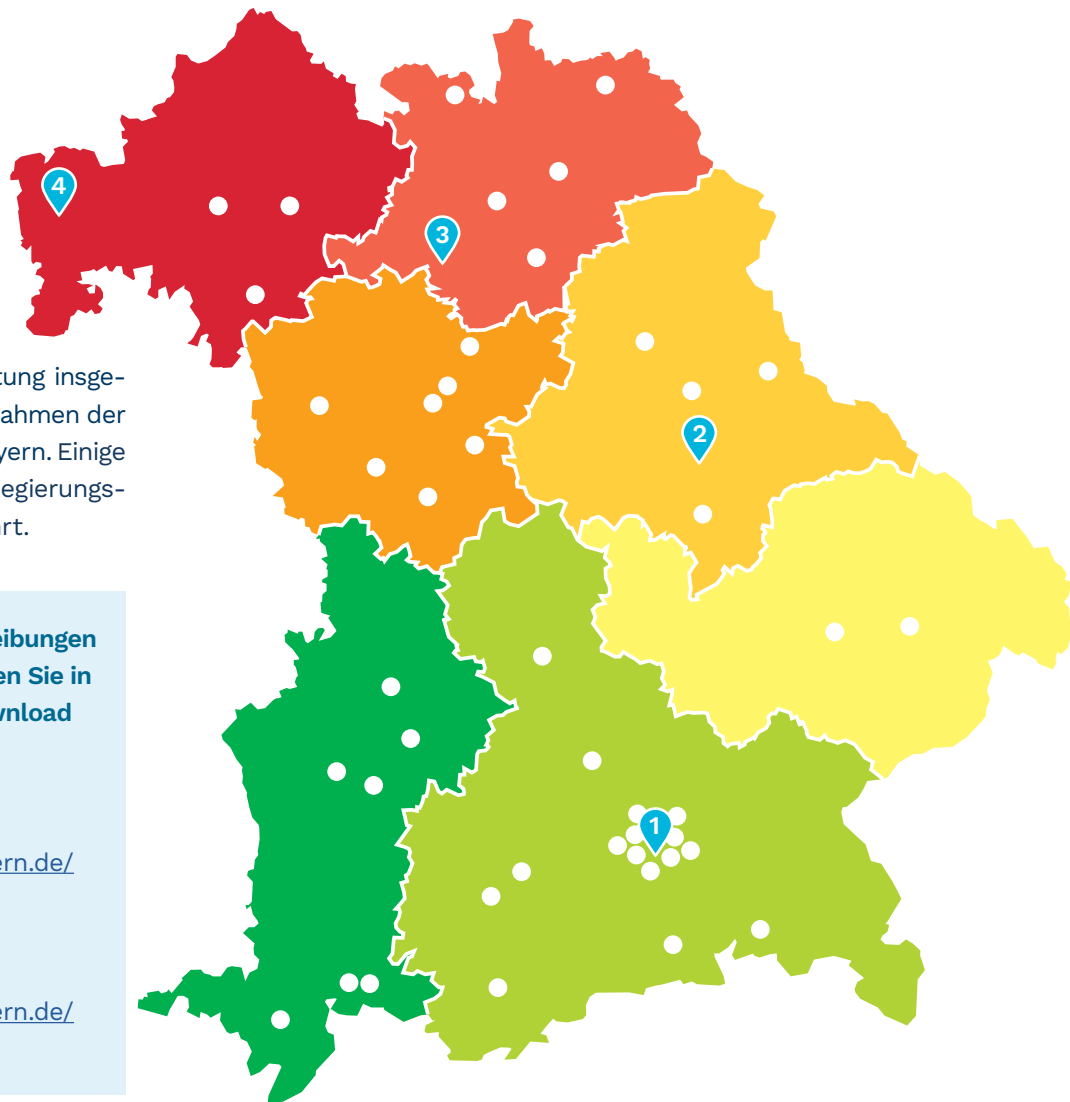 4
3
2
1
tung insge-
ahmen der
yern. Einige
egierungs-
rt.
eibungen
en Sie in
wnload
ern.de/
ern.de/